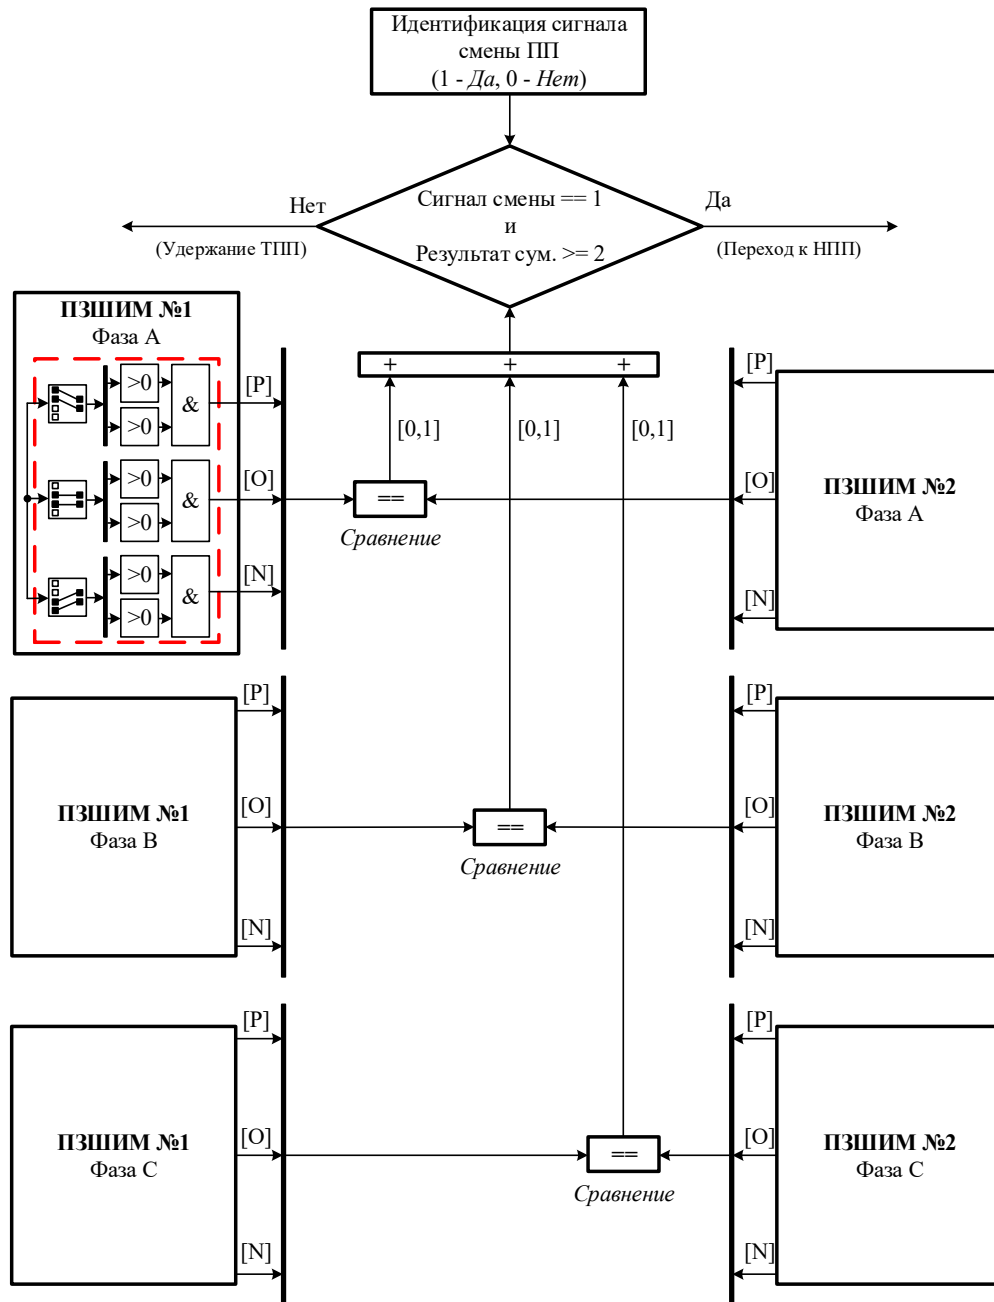 Идентификация сигнала
смены ПП
(1 - Да, 0 - Нет)
Нет
Сигнал смены == 1
и
Результат сум. >= 2
Да
(Удержание ТПП)
(Переход к НПП)
ПЗШИМ №1
Фаза A
>0
>0
&
[P]
>0
>0
&
[O]
>0
>0
&
[N]
+ + +
[0,1] [0,1] [0,1]
==
Сравнение
[P]
[O]
[N]
ПЗШИМ №2
Фаза A
ПЗШИМ №1
Фаза B
[P]
[O]
[N]
==
Сравнение
[P]
[O]
[N]
ПЗШИМ №2
Фаза B
ПЗШИМ №1
Фаза C
[P]
[O]
[N]
==
Сравнение
[P]
[O]
[N]
ПЗШИМ №2
Фаза C